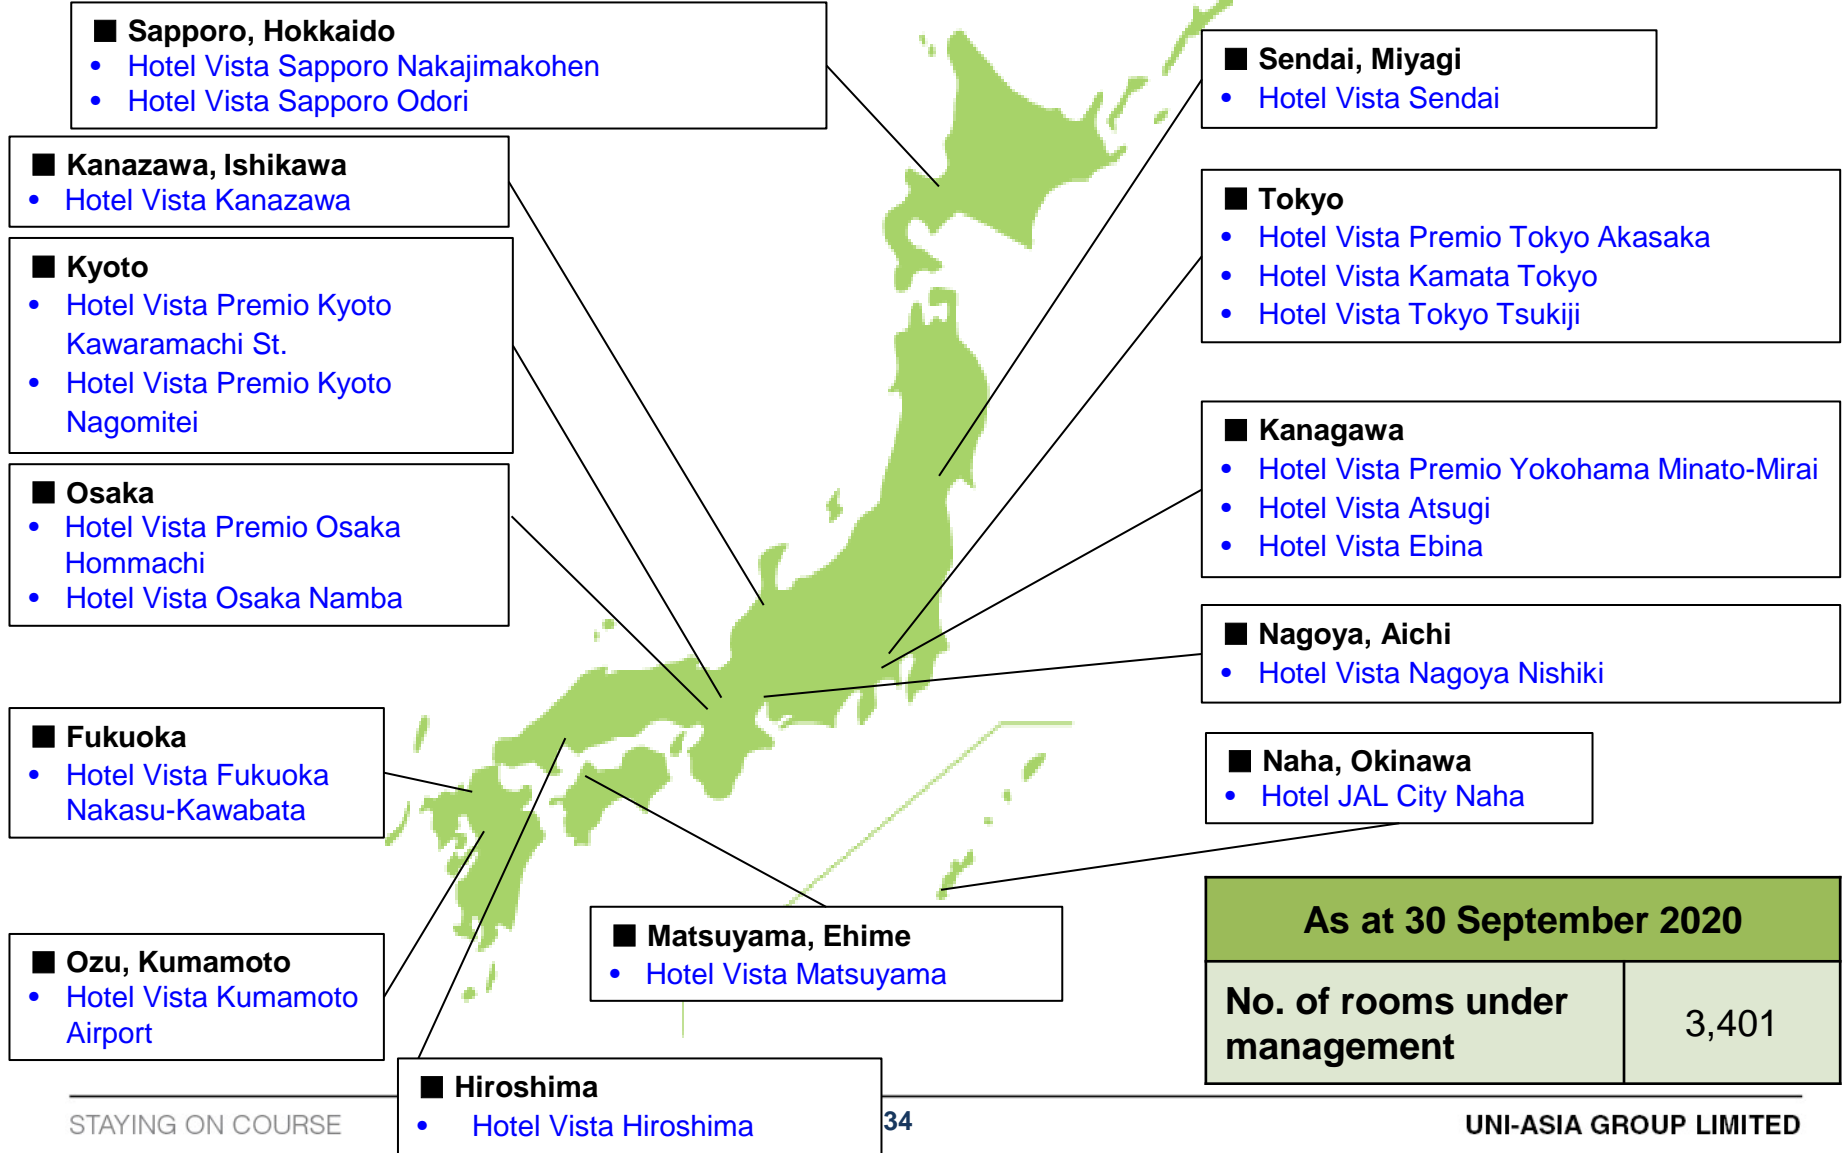 ■ Sapporo, Hokkaido
• Hotel Vista Sapporo Nakajimakohen
• Hotel Vista Sapporo Odori
■ Kanazawa, Ishikawa
• Hotel Vista Kanazawa
■ Kyoto
• Hotel Vista Premio Kyoto
Kawaramachi St.
• Hotel Vista Premio Kyoto
Nagomitei
■ Osaka
• Hotel Vista Premio Osaka
Hommachi
• Hotel Vista Osaka Namba
■ Fukuoka
• Hotel Vista Fukuoka
Nakasu-Kawabata
■ Ozu, Kumamoto
• Hotel Vista Kumamoto
Airport
■ Hiroshima
• Hotel Vista Hiroshima
■ Matsuyama, Ehime
• Hotel Vista Matsuyama
■ Sendai, Miyagi
• Hotel Vista Sendai
■ Tokyo
• Hotel Vista Premio Tokyo Akasaka
• Hotel Vista Kamata Tokyo
• Hotel Vista Tokyo Tsukiji
■ Kanagawa
• Hotel Vista Premio Yokohama Minato-Mirai
• Hotel Vista Atsugi
• Hotel Vista Ebina
■ Nagoya, Aichi
• Hotel Vista Nagoya Nishiki
■ Naha, Okinawa
• Hotel JAL City Naha
As at 30 September 2020
No. of rooms under
management
3,401
STAYING ON COURSE
34
UNI-ASIA GROUP LIMITED